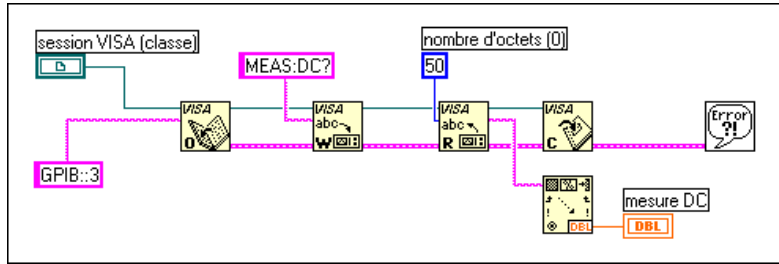 session VISA (classe)
nombre d'octets (0)
MEAS:DC?
50
VISA
O
VISA
abc
W
VISA
abc
R
VISA
C
Error
?!
GPIB::3
%
!
!
DBL
mesure DC
DBL